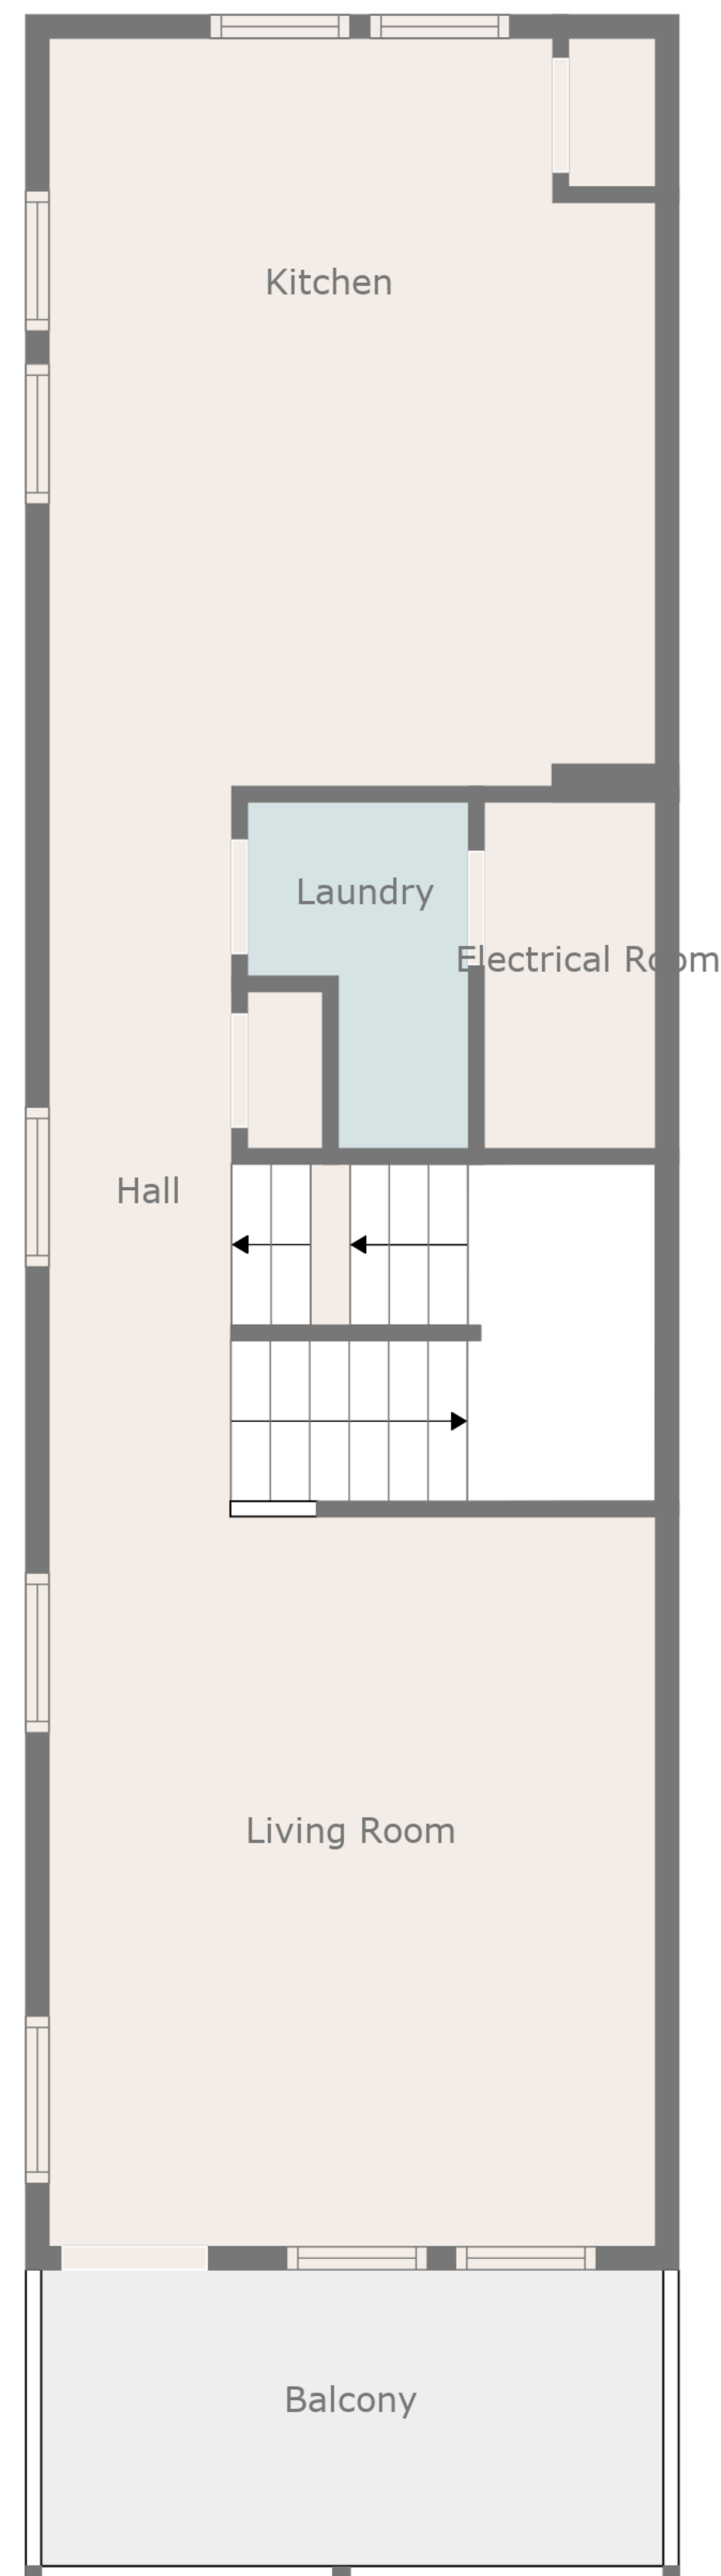 Kitchen
Laundry
Electrical Room
Hall
Living Room
Balcony